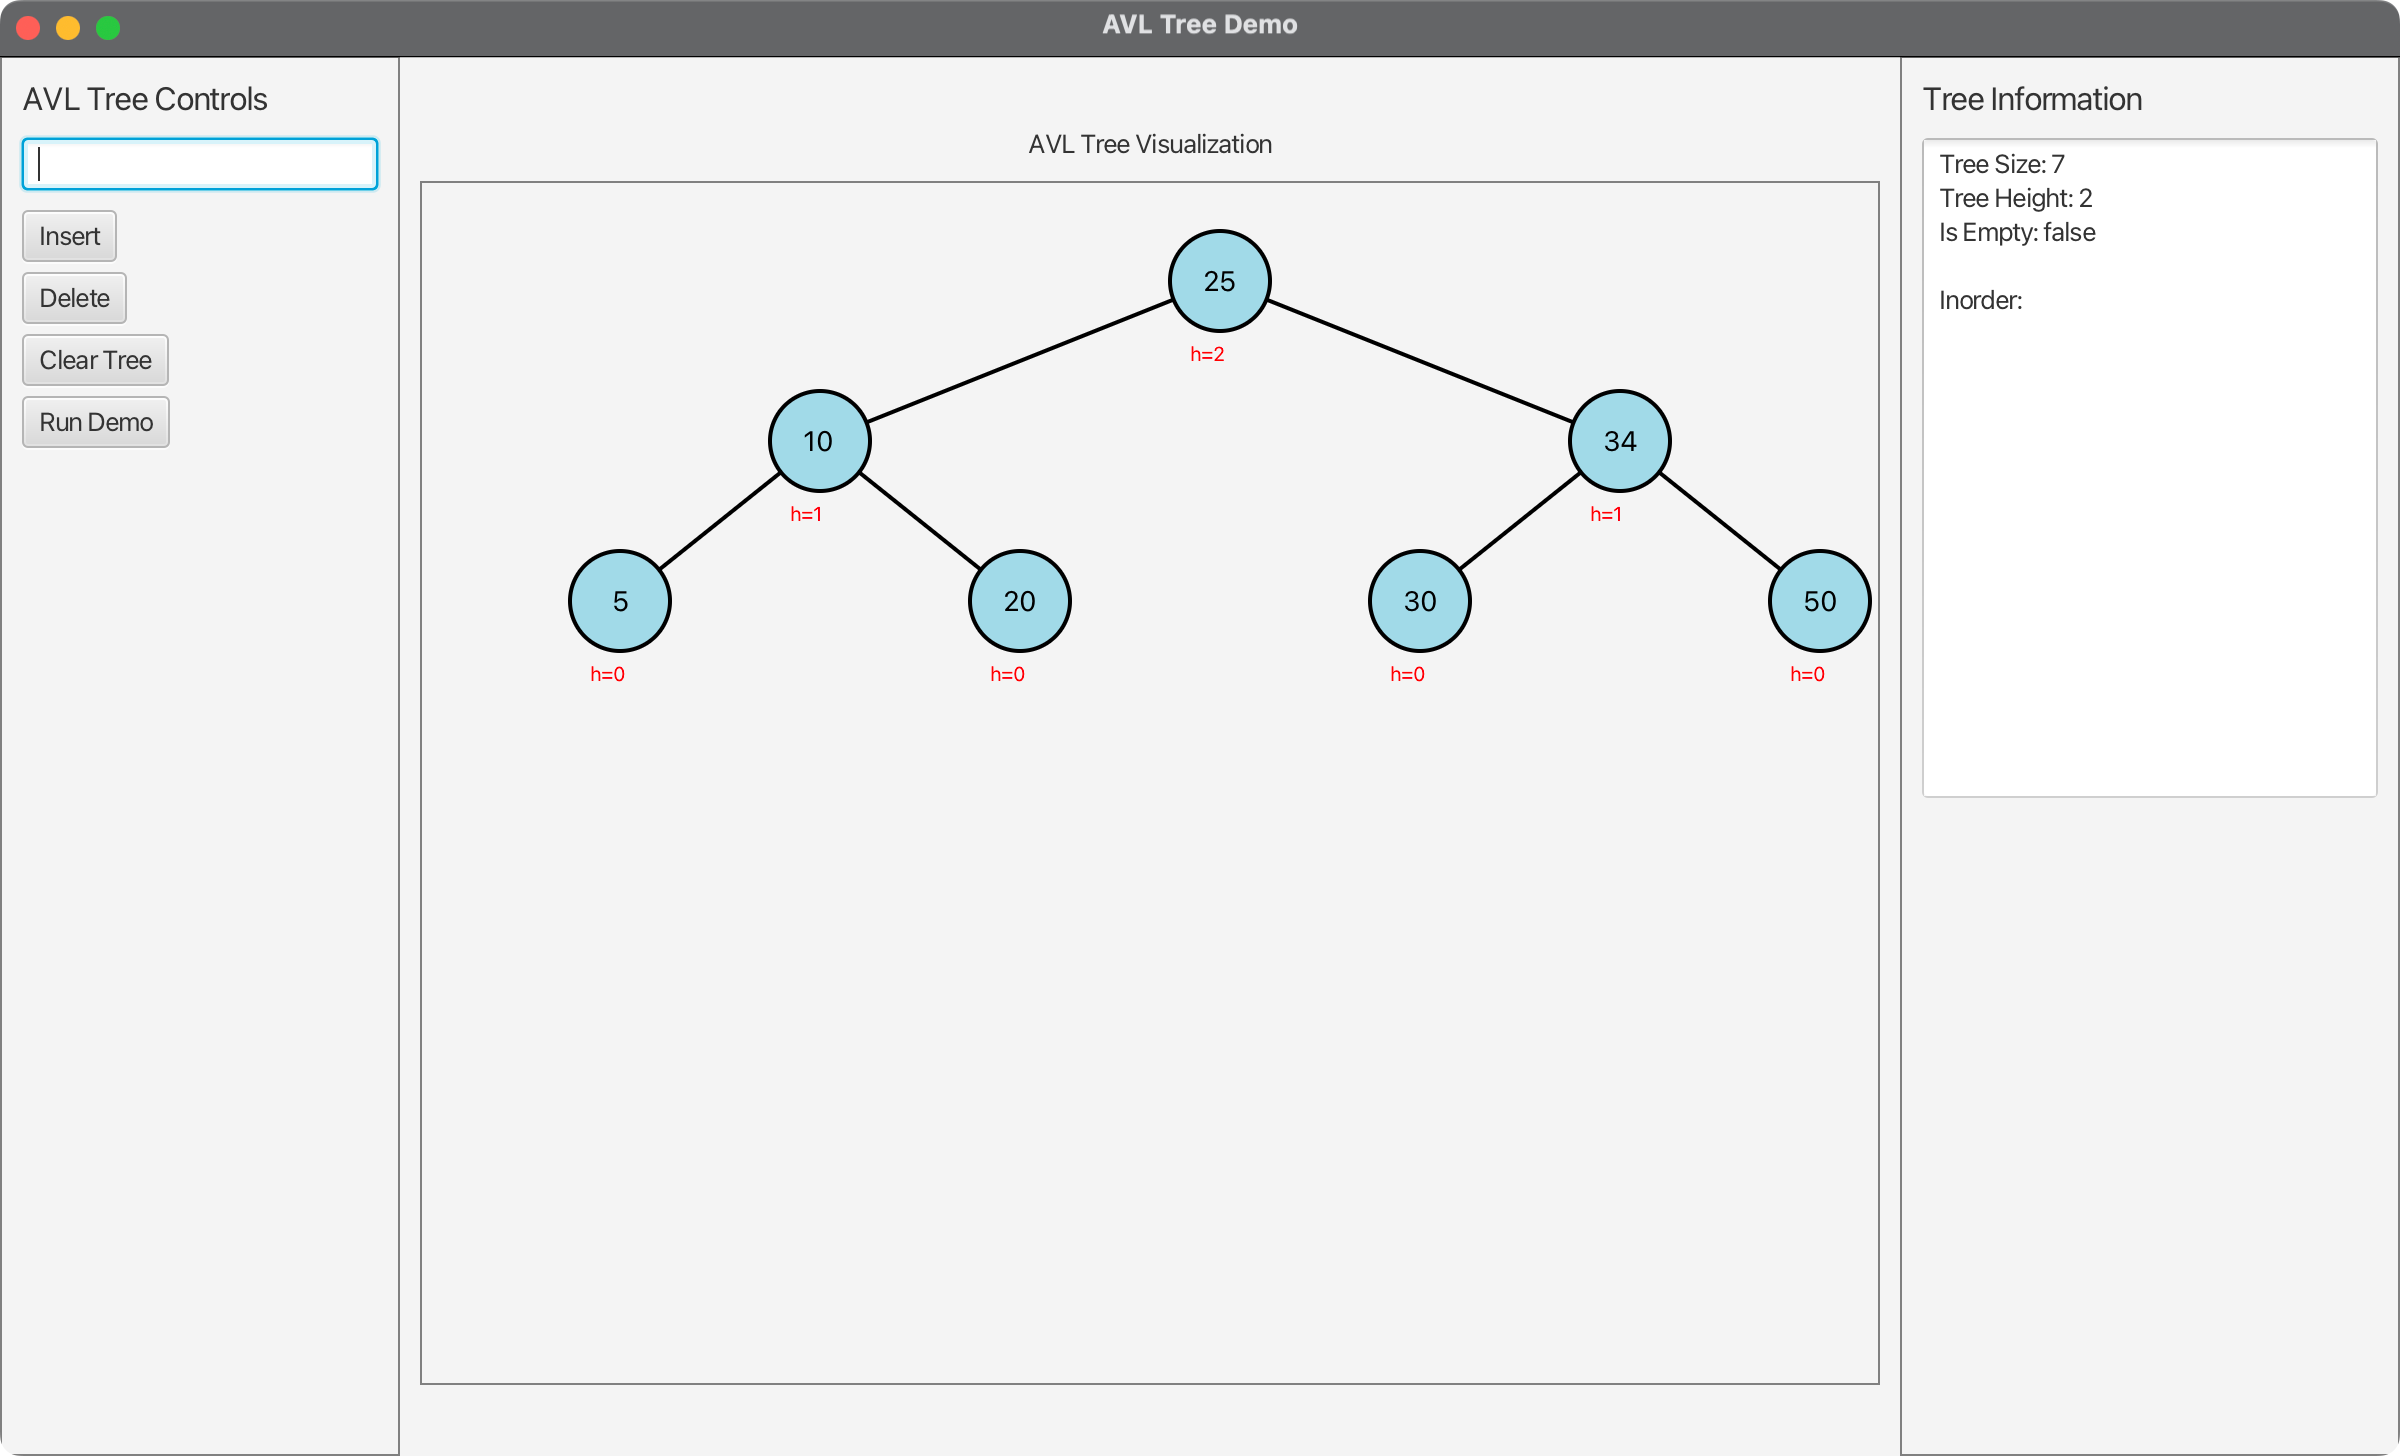 AVL Tree Demo
AVL Tree Controls
Insert
Delete
Clear Tree
Run Demo
AVL Tree Visualization
25
h=2
10
34
h=1
h=1
5
20
30
50
h=0
h=0
h=0
h=0
Tree Information
Tree Size: 7
Tree Height: 2
Is Empty: false
Inorder: